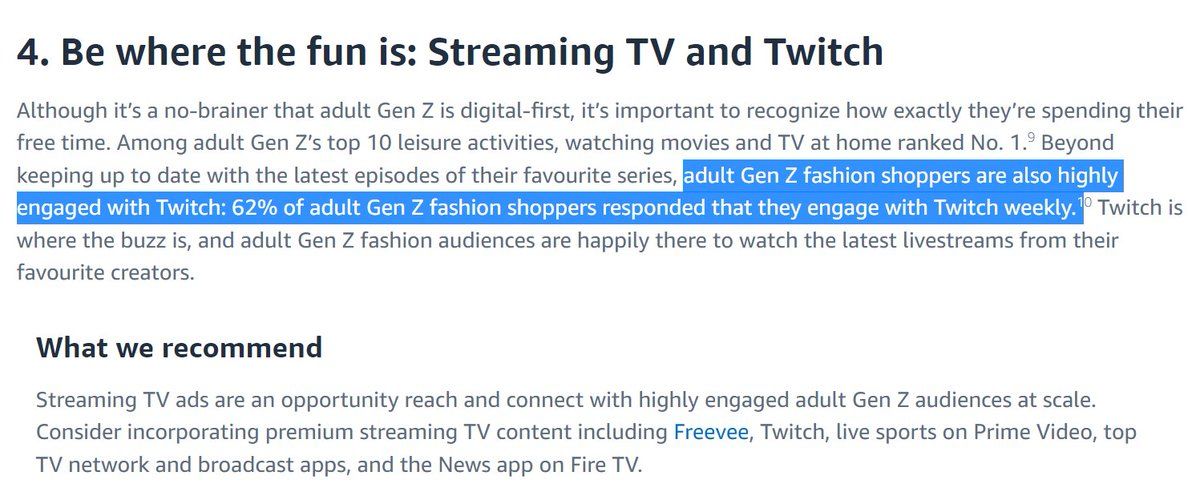 4. Be where the fun is: Streaming TV and Twitch
Although it’s a no-brainer that adult Gen Z is digital-first, it’s important to recognize how exactly they’re spending their
free time. Among adult Gen Z’s top 10 leisure activities, watching movies and TV at home ranked No. 1.⁹ Beyond
keeping up to date with the latest episodes of their favourite series, adult Gen Z fashion shoppers are also highly
engaged with Twitch: 62% of adult Gen Z fashion shoppers responded that they engage with Twitch weekly.¹⁰ Twitch is
where the buzz is, and adult Gen Z fashion audiences are happily there to watch the latest livestreams from their
favourite creators.
What we recommend
Streaming TV ads are an opportunity reach and connect with highly engaged adult Gen Z audiences at scale.
Consider incorporating premium streaming TV content including Freevee, Twitch, live sports on Prime Video, top
TV network and broadcast apps, and the News app on Fire TV.